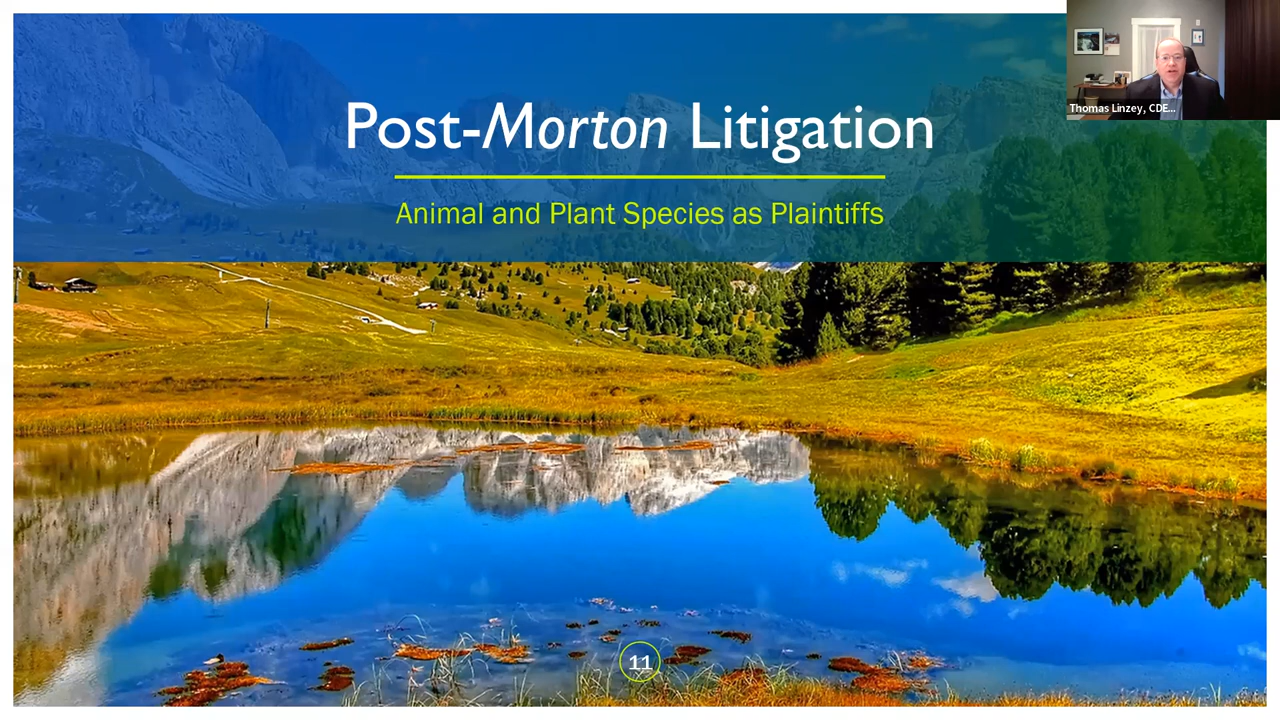 Post-Morton Litigation
Thomas Linzey, CDE...
Animal and Plant Species as Plaintiffs
11